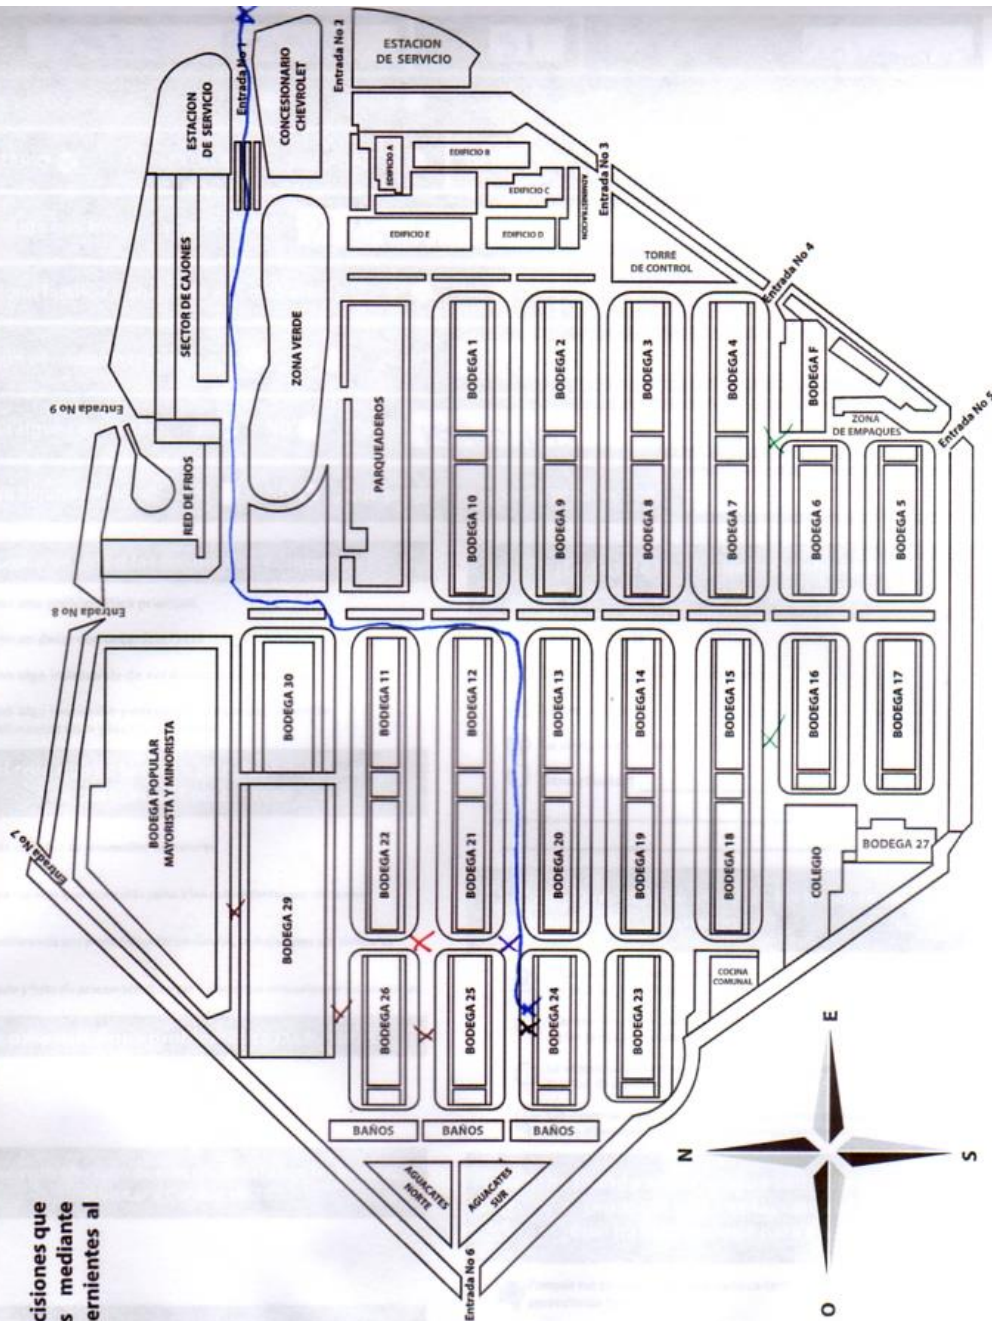 Entrada No 1
Entrada No 2
ESTACION
DE SERVICIO
ESTACION
DE SERVICIO
CONCESIONARIO
CHEVROLET
EDIFICIO A
EDIFICIO B
EDIFICIO C
ADMINISTRACION
Entrada No 3
EDIFICIO E
EDIFICIO D
TORRE
DE CONTROL
Entrada No 4
SECTOR DE CAJONES
ZONA VERDE
PARQUEADEROS
BODEGA 1
BODEGA 2
BODEGA 3
BODEGA 4
BODEGA F
ZONA
DE EMPAQUES
Entrada No 5
Entrada No 9
RED DE FRIOS
BODEGA 10
BODEGA 9
BODEGA 8
BODEGA 7
BODEGA 6
BODEGA 5
Entrada No 8
BODEGA 30
BODEGA 11
BODEGA 12
BODEGA 13
BODEGA 14
BODEGA 15
BODEGA 16
BODEGA 17
BODEGA POPULAR
MAYORISTA Y MINORISTA
Entrada No 7
BODEGA 22
BODEGA 21
BODEGA 20
BODEGA 19
BODEGA 18
COLEGIO
BODEGA 27
BODEGA 29
BODEGA 26
BODEGA 25
BODEGA 24
BODEGA 23
COCINA
COMUNAL
BAÑOS
BAÑOS
BAÑOS
AGUACATES
NORTE
AGUACATES
SUR
Entrada No 6
N
E
S
O
cisiones que
s mediante
ernientes al